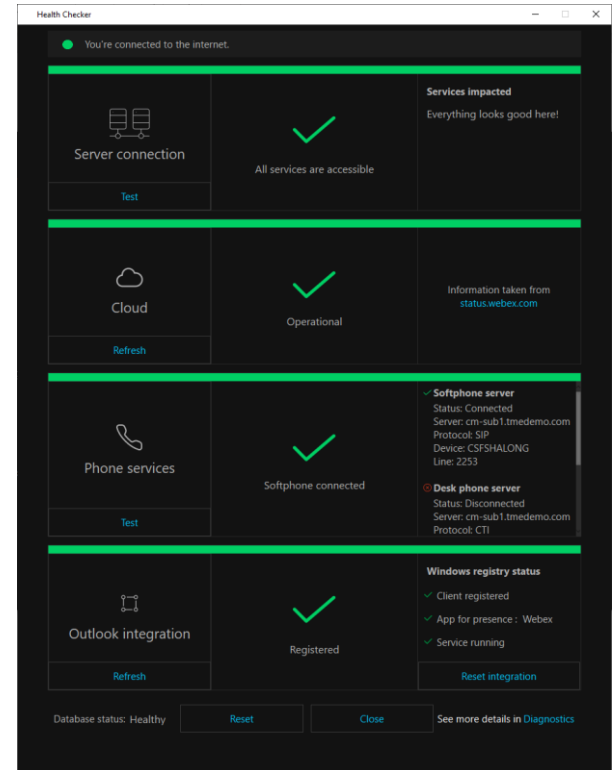 Health Checker
You're connected to the internet.
Server connection
Test
All services are accessible
Services impacted
Everything looks good here!
Cloud
Refresh
Operational
Information taken from
status.webex.com
Phone services
Test
Softphone connected
Softphone server
Status: Connected
Server: cm-sub1.tmedemo.com
Protocol: SIP
Device: CSFSHALONG
Line: 2253
Desk phone server
Status: Disconnected
Server: cm-sub1.tmedemo.com
Protocol: CTI
Outlook integration
Refresh
Registered
Windows registry status
Client registered
App for presence : Webex
Service running
Reset integration
Database status: Healthy
Reset
Close
See more details in Diagnostics